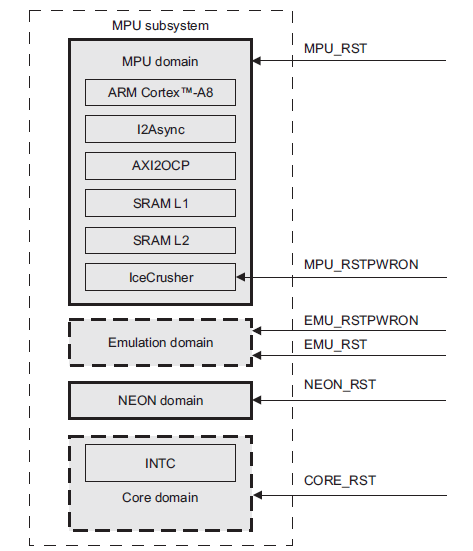 MPU subsystem
MPU_RST
MPU domain
ARM Cortex™-A8
I2Async
AXI2OCP
SRAM L1
SRAM L2
MPU_RSTPWRON
IceCrusher
EMU_RSTPWRON
Emulation domain
EMU_RST
NEON_RST
NEON domain
INTC
CORE_RST
Core domain